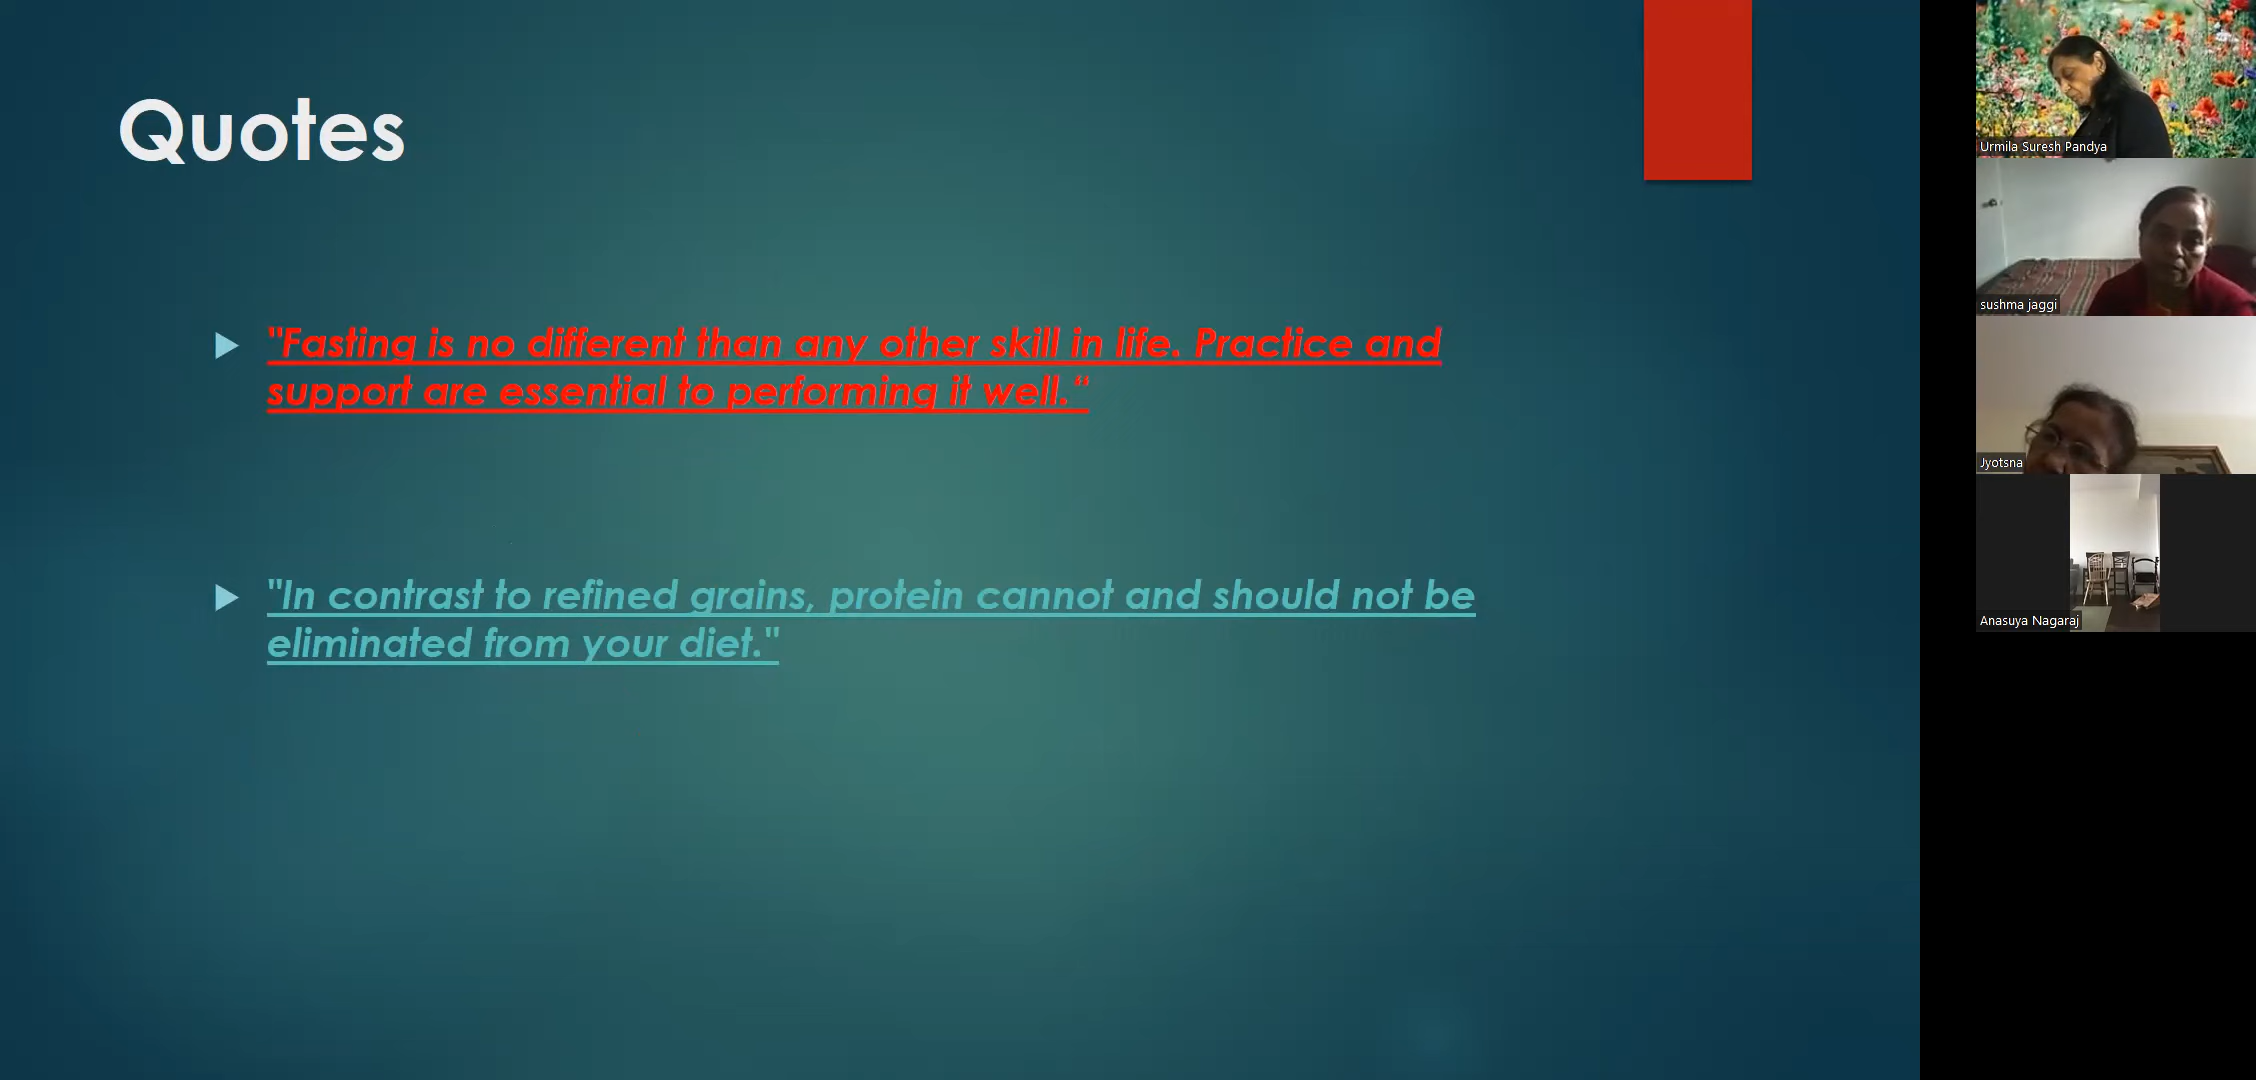 Quotes
"Fasting is no different than any other skill in life. Practice and
support are essential to performing it well.”
"In contrast to refined grains, protein cannot and should not be
eliminated from your diet."
Urmila Suresh Pandya
sushma jaggi
Jyotsna
Anasuya Nagaraj